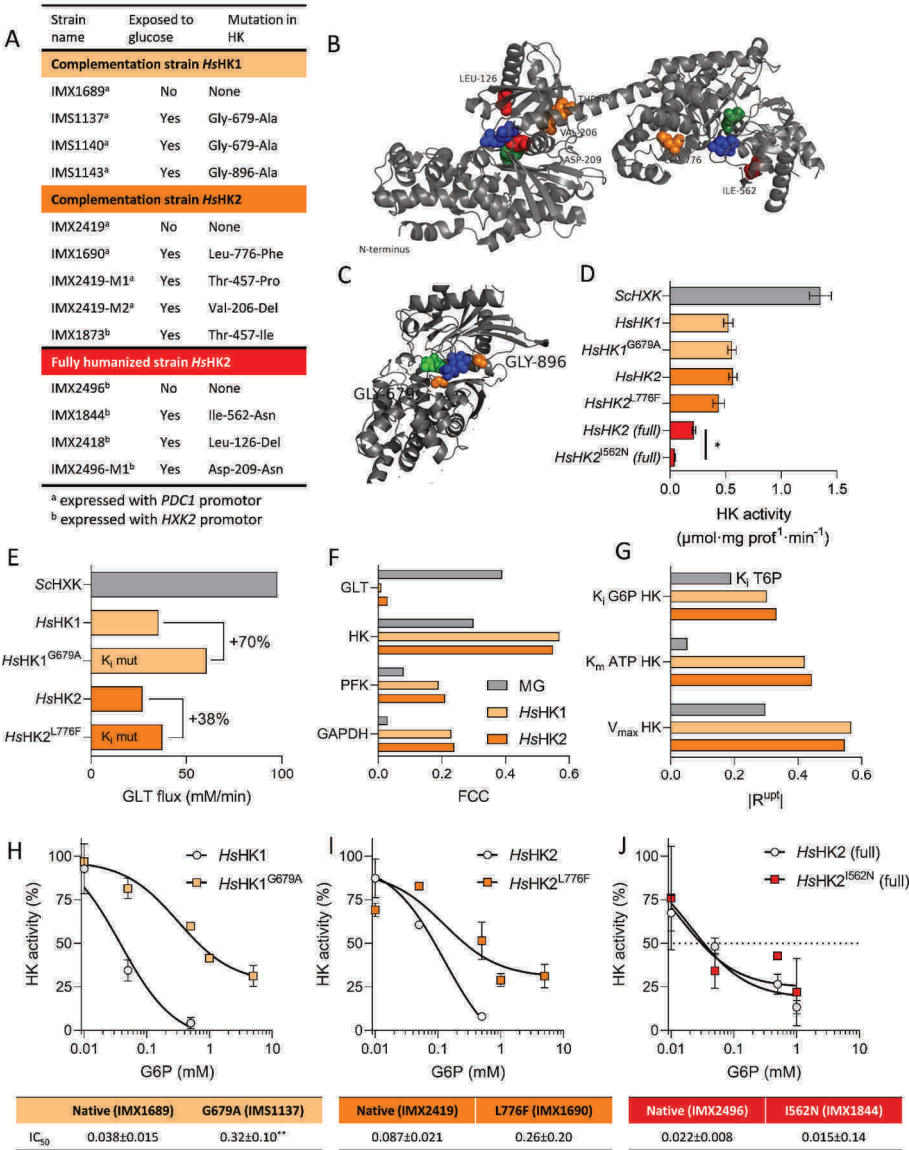 A
Strain name Exposed to glucose Mutation in HK
Complementation strain HsHK1
IMX1689a No None
IMS1137a Yes Gly-679-Ala
IMS1140a Yes Gly-679-Ala
IMS1143a Yes Gly-896-Ala
Complementation strain HsHK2
IMX2419a No None
IMX1690a Yes Leu-776-Phe
IMX2419-M1a Yes Thr-457-Pro
IMX2419-M2a Yes Val-206-Del
IMX1873b Yes Thr-457-Ile
Fully humanized strain HsHK2
IMX2496b No None
IMX1844b Yes Ile-562-Asn
IMX2418b Yes Leu-126-Del
IMX2496-M1b Yes Asp-209-Asn
a expressed with PDC1 promotor
b expressed with HXK2 promotor
B
LEU-126
VAL-206
ASP-209
776
ILE-562
N-terminus
C
GLY-896
GLY-679
D
ScHXK
HsHK1
HsHK1G679A
HsHK2
HsHK2L776F
HsHK2 (full)
HsHK2I562N (full)
*
0.0 0.5 1.0 1.5
HK activity
(µmol·mg prot-1·min-1)
E
ScHXK
HsHK1
HsHK1G679A
HsHK2
HsHK2L776F
Ki mut
Ki mut
+70%
+38%
0 50 100
GLT flux (mM/min)
F
GLT
HK
PFK
GAPDH
MG
HsHK1
HsHK2
0.0 0.2 0.4 0.6
FCC
G
Ki T6P
Ki G6P HK
Km ATP HK
Vmax HK
0.0 0.2 0.4 0.6
|Rupt|
H
HsHK1
HsHK1G679A
HK activity (%)
100
75
50
25
0
0.01 0.1 1 10
G6P (mM)
I
HsHK2
HsHK2L776F
HK activity (%)
100
75
50
25
0
0.01 0.1 1 10
G6P (mM)
J
HsHK2 (full)
HsHK2I562N (full)
HK activity (%)
100
75
50
25
0
0.01 0.1 1 10
G6P (mM)
Native (IMX1689) G679A (IMS1137)
IC50 0.038±0.015 0.32±0.10**
Native (IMX2419) L776F (IMX1690)
0.087±0.021 0.26±0.20
Native (IMX2496) I562N (IMX1844)
0.022±0.008 0.015±0.14